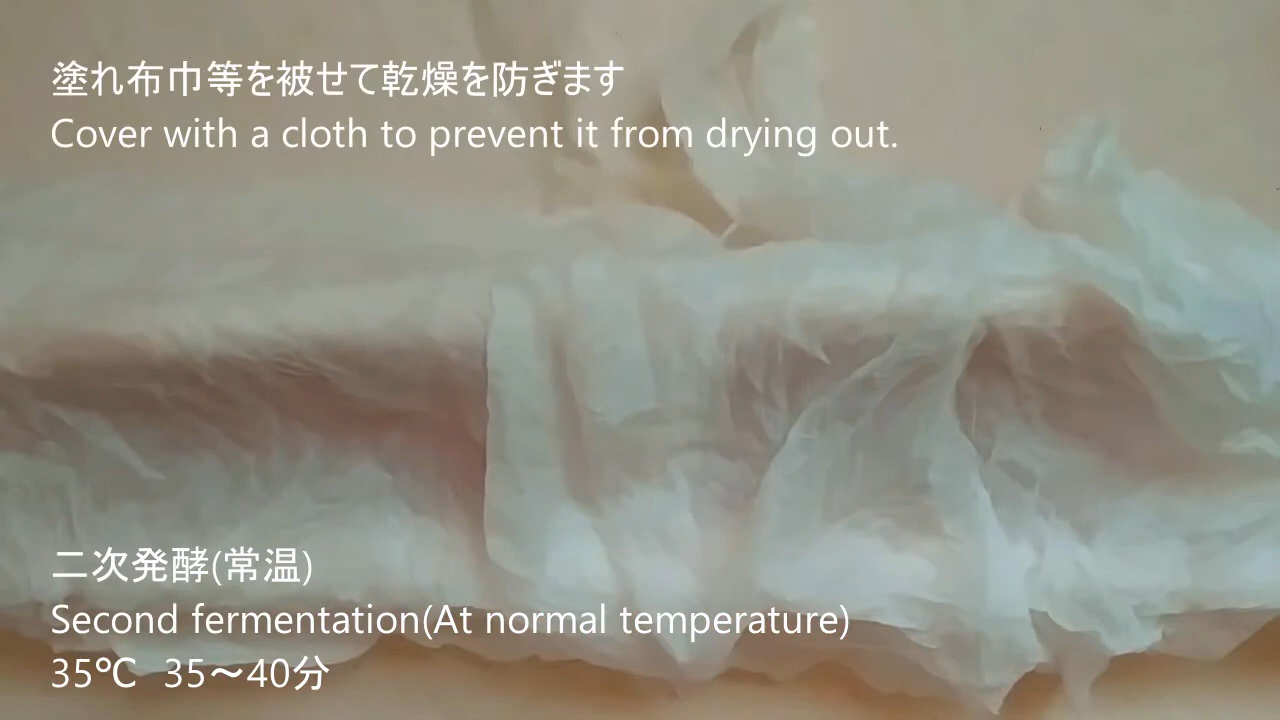 塗れ布巾等を被せて乾燥を防ぎます
Cover with a cloth to prevent it from drying out.
二次発酵(常温)
Second fermentation(At normal temperature)
35℃ 35～40分